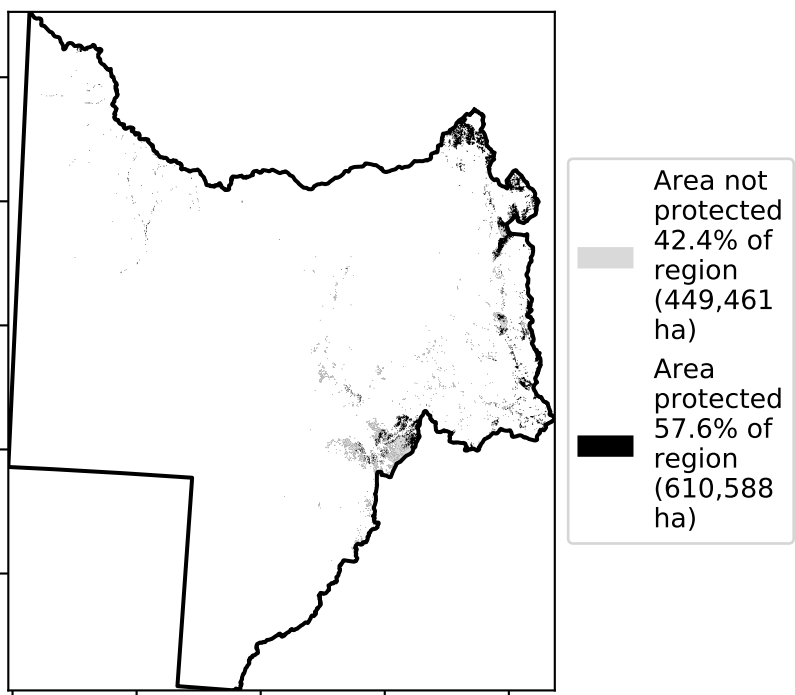 Area not
protected
42.4% of
region
(449,461
ha)
Area
protected
57.6% of
region
(610,588
ha)